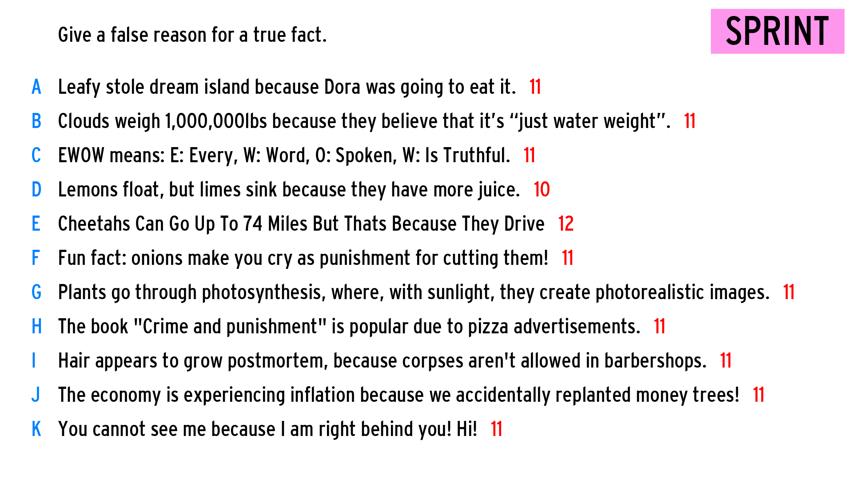 Give a false reason for a true fact.
SPRINT
A Leafy stole dream island because Dora was going to eat it. 11
B Clouds weigh 1,000,000lbs because they believe that it's “just water weight”. 11
C EWOW means: E: Every, W: Word, O: Spoken, W: Is Truthful. 11
D Lemons float, but limes sink because they have more juice. 10
E Cheetahs Can Go Up To 74 Miles But Thats Because They Drive 12
F Fun fact: onions make you cry as punishment for cutting them! 11
G Plants go through photosynthesis, where, with sunlight, they create photorealistic images. 11
H The book "Crime and punishment" is popular due to pizza advertisements. 11
I Hair appears to grow postmortem, because corpses aren't allowed in barbershops. 11
J The economy is experiencing inflation because we accidentally replanted money trees! 11
K You cannot see me because I am right behind you! Hi! 11